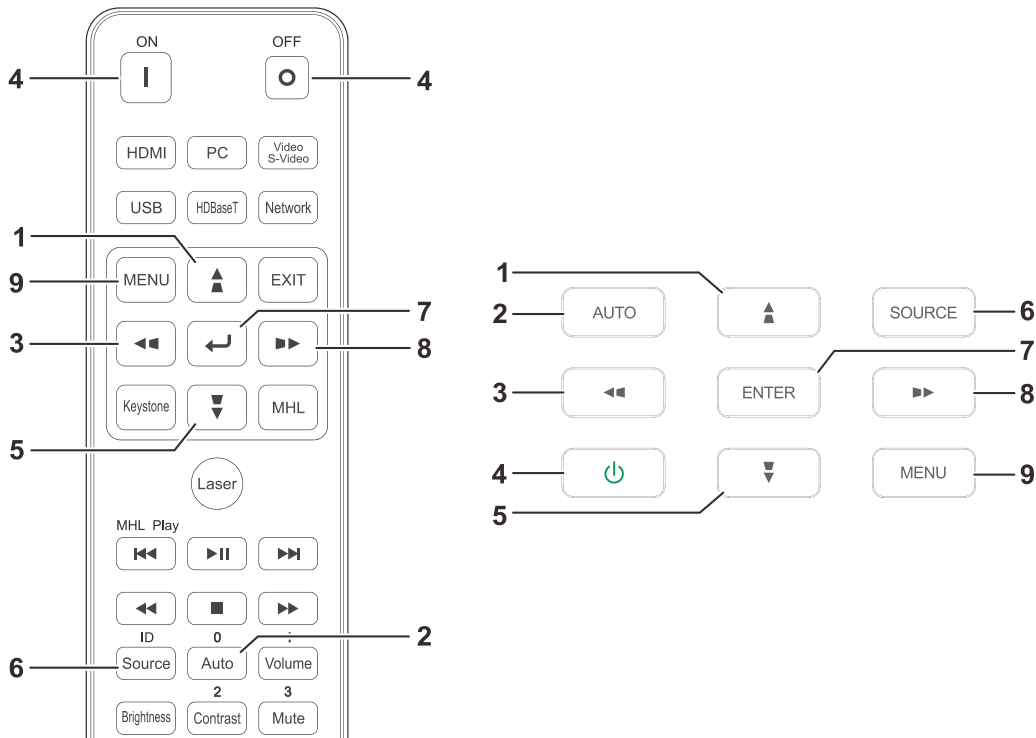 ON OFF
4 4
HDMI PC Video
S-Video
USB HDBaseT Network
1
9 MENU EXIT
7
3 8
Keystone MHL
5
Laser
MHL Play
ID 0 :
2
6 Source Auto Volume
2 3
Brightness Contrast Mute
1
2 AUTO SOURCE 6
7
3 ENTER 8
4 MENU 9
5